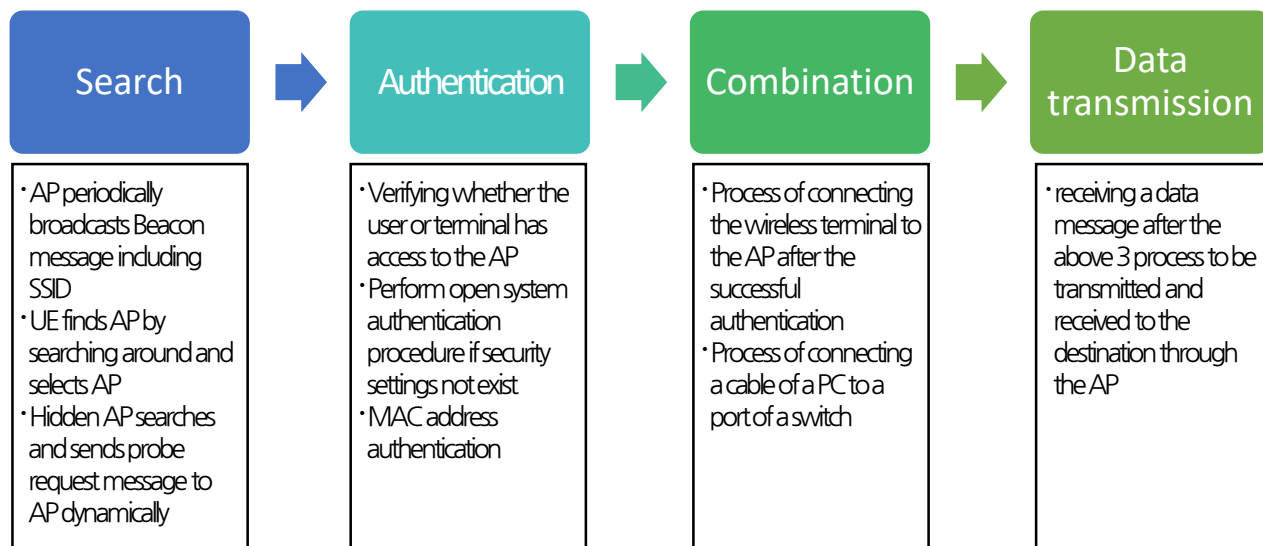 Search
Authentication
Combination
Data
transmission
· AP periodically
broadcasts Beacon
message including
SSID
· UE finds AP by
searching around and
selects AP
· Hidden AP searches
and sends probe
request message to
AP dynamically
· Verifying whether the
user or terminal has
access to the AP
· Perform open system
authentication
procedure if security
settings not exist
· MAC address
authentication
· Process of connecting
the wireless terminal to
the AP after the
successful
authentication
· Process of connecting
a cable of a PC to a
port of a switch
· receiving a data
message after the
above 3 process to be
transmitted and
received to the
destination through
the AP